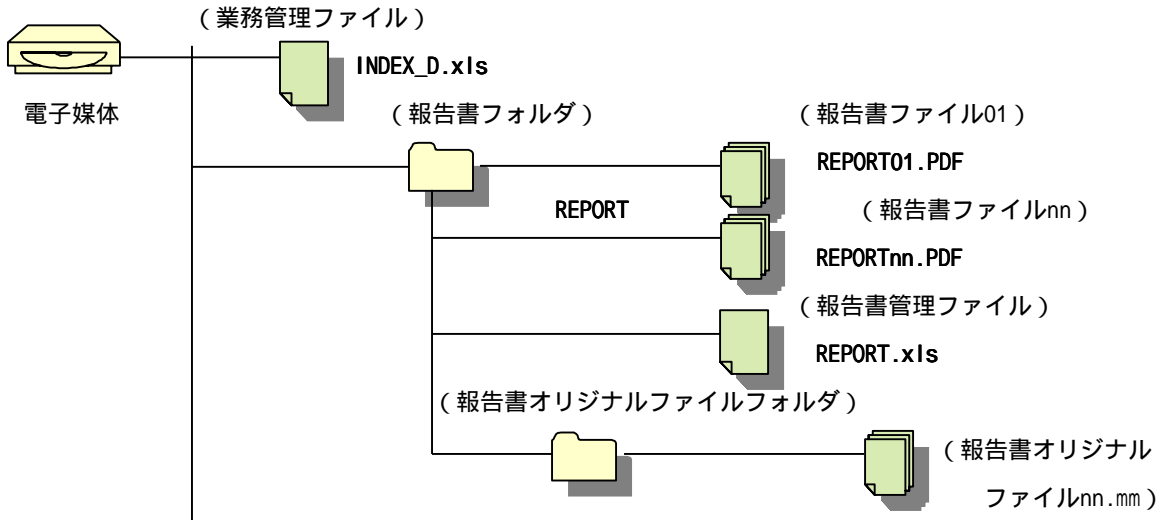 （業務管理ファイル）
INDEX_D.xls
電子媒体
（報告書フォルダ）
（報告書ファイル01）
REPORT01.PDF
REPORT
（報告書ファイルnn）
REPORTnn.PDF
（報告書管理ファイル）
REPORT.xls
（報告書オリジナルファイルフォルダ）
（報告書オリジナル
ファイルnn.mm）